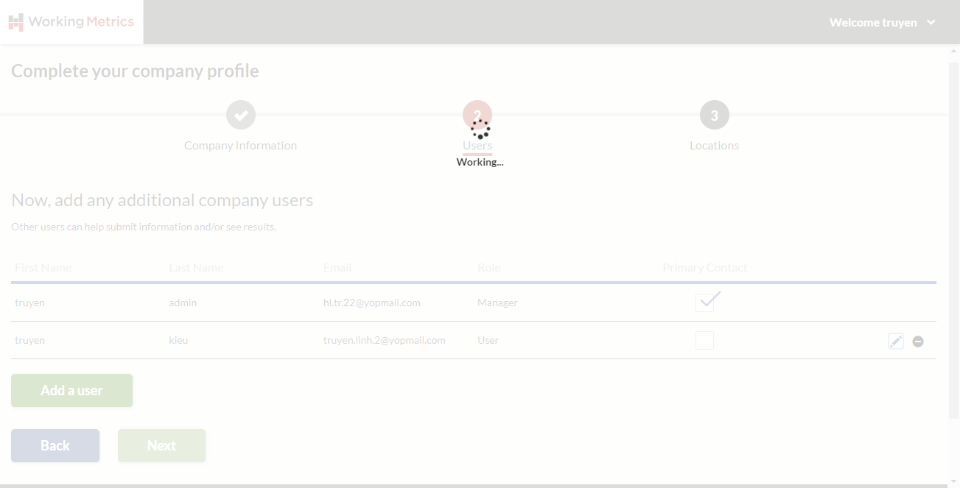 Working Metrics
Welcome truyen
Complete your company profile
2
3
Company Information
Users
Locations
Working...
Now, add any additional company users
Other users can help submit information and/or see results.
First Name Last Name Email Role Primary Contact
truyen admin hl.tr.22@yopmail.com Manager
truyen kieu truyen.linh.2@yopmail.com User
Add a user
Back Next